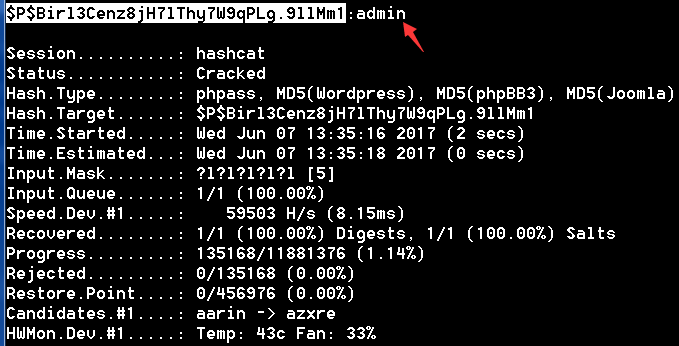 $P$Birl3Cenz8jH7lThy7W9qPLg.9llMm1:admin
Session..........: hashcat
Status...........: Cracked
Hash.Type........: phpass, MD5(Wordpress), MD5(phpBB3), MD5(Joomla)
Hash.Target......: $P$Birl3Cenz8jH7lThy7W9qPLg.9llMm1
Time.Started.....: Wed Jun 07 13:35:16 2017 (2 secs)
Time.Estimated...: Wed Jun 07 13:35:18 2017 (0 secs)
Input.Mask.......: ?l?l?l?l?l [5]
Input.Queue......: 1/1 (100.00%)
Speed.Dev.#1.....:    59503 H/s (8.15ms)
Recovered........: 1/1 (100.00%) Digests, 1/1 (100.00%) Salts
Progress.........: 135168/11881376 (1.14%)
Rejected.........: 0/135168 (0.00%)
Restore.Point....: 0/456976 (0.00%)
Candidates.#1....: aarin -> azxre
HWMon.Dev.#1.....: Temp: 43c Fan: 33%